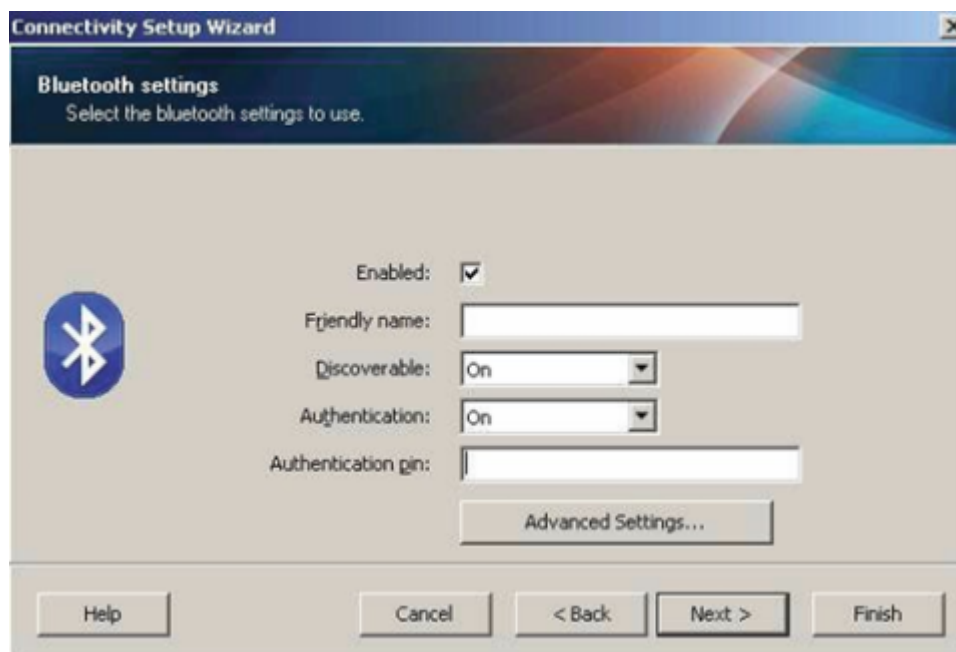 Connectivity Setup Wizard
Bluetooth settings
Select the bluetooth settings to use.
Enabled:
Friendly name:
Discoverable: On
Authentication: On
Authentication pin:
Advanced Settings...
Help Cancel < Back Next > Finish